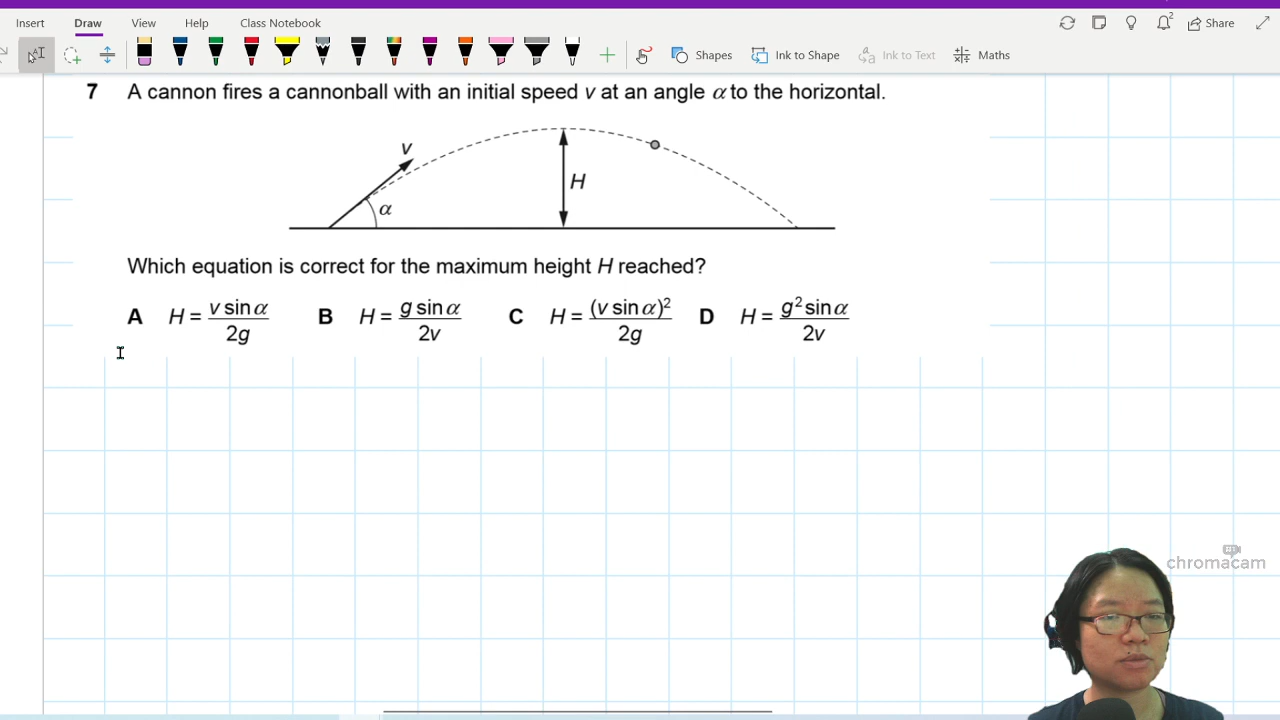 Insert Draw View Help Class Notebook 2 Share
Shapes Ink to Shape Ink to Text Maths
7 A cannon fires a cannonball with an initial speed v at an angle α to the horizontal.
v
H
α
Which equation is correct for the maximum height H reached?
A H = v sin α / 2g B H = g sin α / 2v C H = (v sin α)² / 2g D H = g² sin α / 2v
chromacam